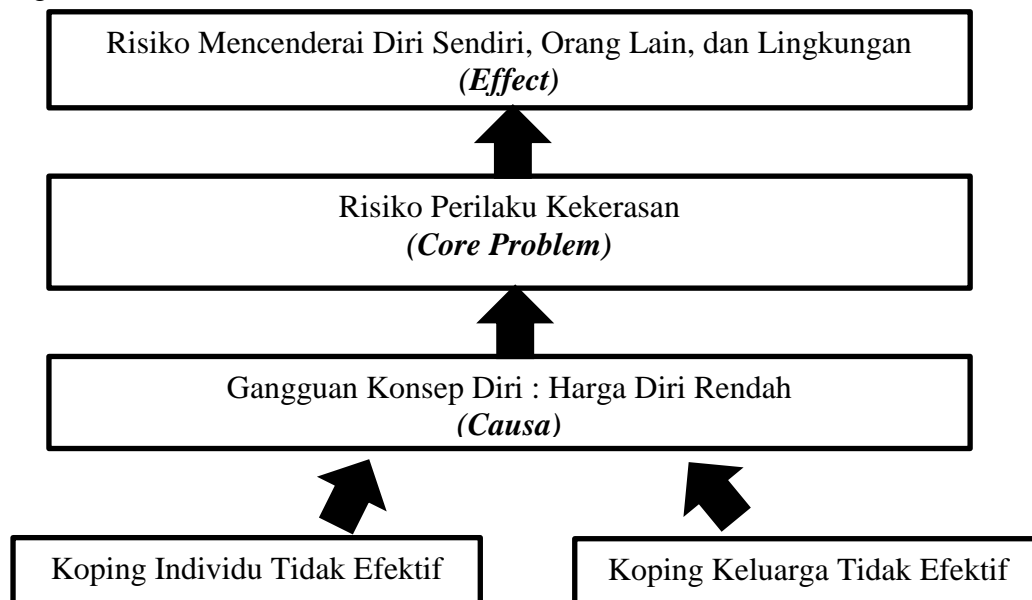 Risiko Mencenderai Diri Sendiri, Orang Lain, dan Lingkungan
(Effect)
Risiko Perilaku Kekerasan
(Core Problem)
Gangguan Konsep Diri : Harga Diri Rendah
(Causa)
Koping Individu Tidak Efektif
Koping Keluarga Tidak Efektif